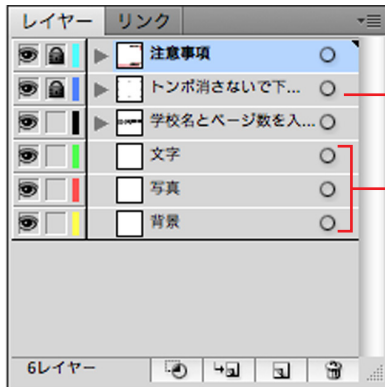 レイヤー リンク
注意事項
トンボ消さないで下...
学校名とページ数を入...
文字
写真
背景
6レイヤー